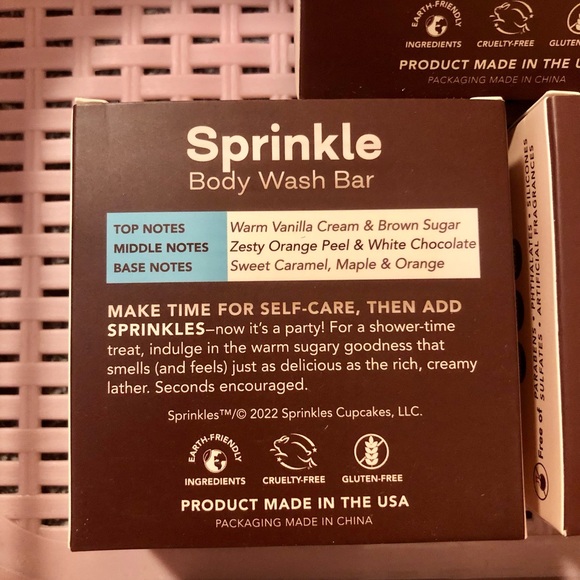 EARTH-FRIENDLY
INGREDIENTS
CRUELTY-FREE
PRODUCT MADE IN THE
PACKAGING MADE IN CHINA
Sprinkle
Body Wash Bar
TOP NOTES Warm Vanilla Cream & Brown Sugar
MIDDLE NOTES Zesty Orange Peel & White Chocolate
BASE NOTES Sweet Caramel, Maple & Orange
MAKE TIME FOR SELF-CARE, THEN ADD
SPRINKLES—now it's a party! For a shower-time
treat, indulge in the warm sugary goodness that
smells (and feels) just as delicious as the rich, creamy
lather. Seconds encouraged.
Sprinkles™/© 2022 Sprinkles Cupcakes, LLC.
EARTH-FRIENDLY
INGREDIENTS
CRUELTY-FREE
GLUTEN-FREE
PRODUCT MADE IN THE USA
PACKAGING MADE IN CHINA
Free of PARABENS • PHTHALATES • SILICONES
SULFATES • ARTIFICIAL FRAGRANCES